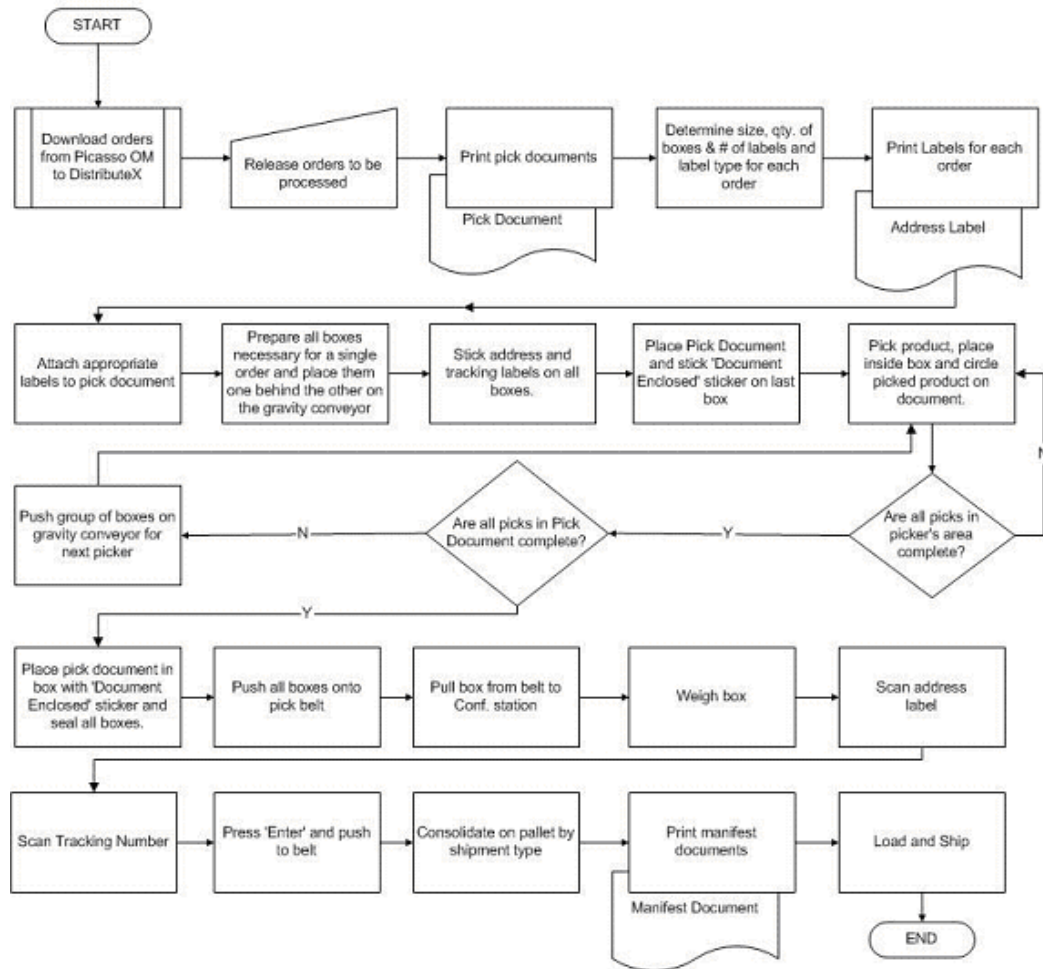 START
Download orders
from Picasso OM
to DistributeX
Release orders to be
processed
Print pick documents
Pick Document
Determine size, qty. of
boxes & # of labels and
label type for each
order
Print Labels for each
order
Address Label
Attach appropriate
labels to pick document
Prepare all boxes
necessary for a single
order and place them
one behind the other on
the gravity conveyor
Stick address and
tracking labels on all
boxes.
Place Pick Document
and stick 'Document
Enclosed' sticker on last
box
Pick product, place
inside box and circle
picked product on
document.
N
Push group of boxes on
gravity conveyor for
next picker
N
Are all picks in Pick
Document complete?
Y
Are all picks in
picker's area
complete?
Y
Place pick document in
box with 'Document
Enclosed' sticker and
seal all boxes.
Push all boxes onto
pick belt
Pull box from belt to
Conf. station
Weigh box
Scan address
label
Scan Tracking Number
Press 'Enter' and push
to belt
Consolidate on pallet by
shipment type
Print manifest
documents
Manifest Document
Load and Ship
END